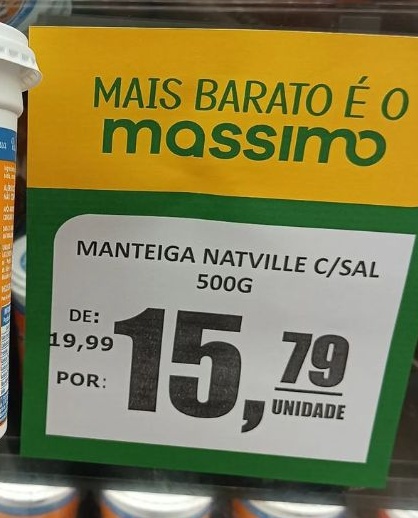 MAIS BARATO É O
massimo
MANTEIGA NATVILLE C/SAL
500G
DE:
19,99
POR:
15,79
UNIDADE